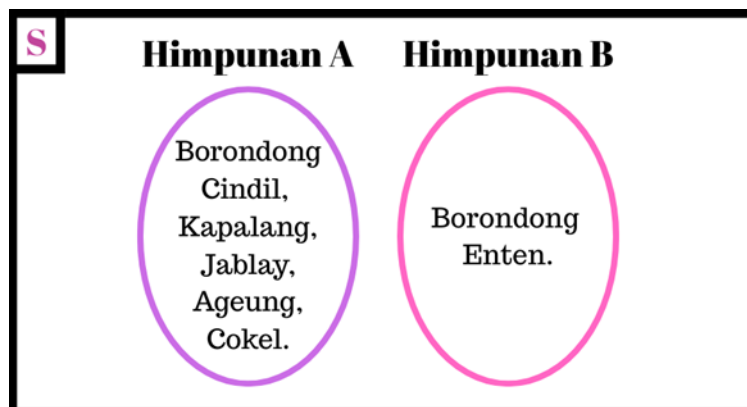 S
Himpunan A
Himpunan B
Borondong
Cindil,
Kapalang,
Jablay,
Ageung,
Cokel.
Borondong
Enten.